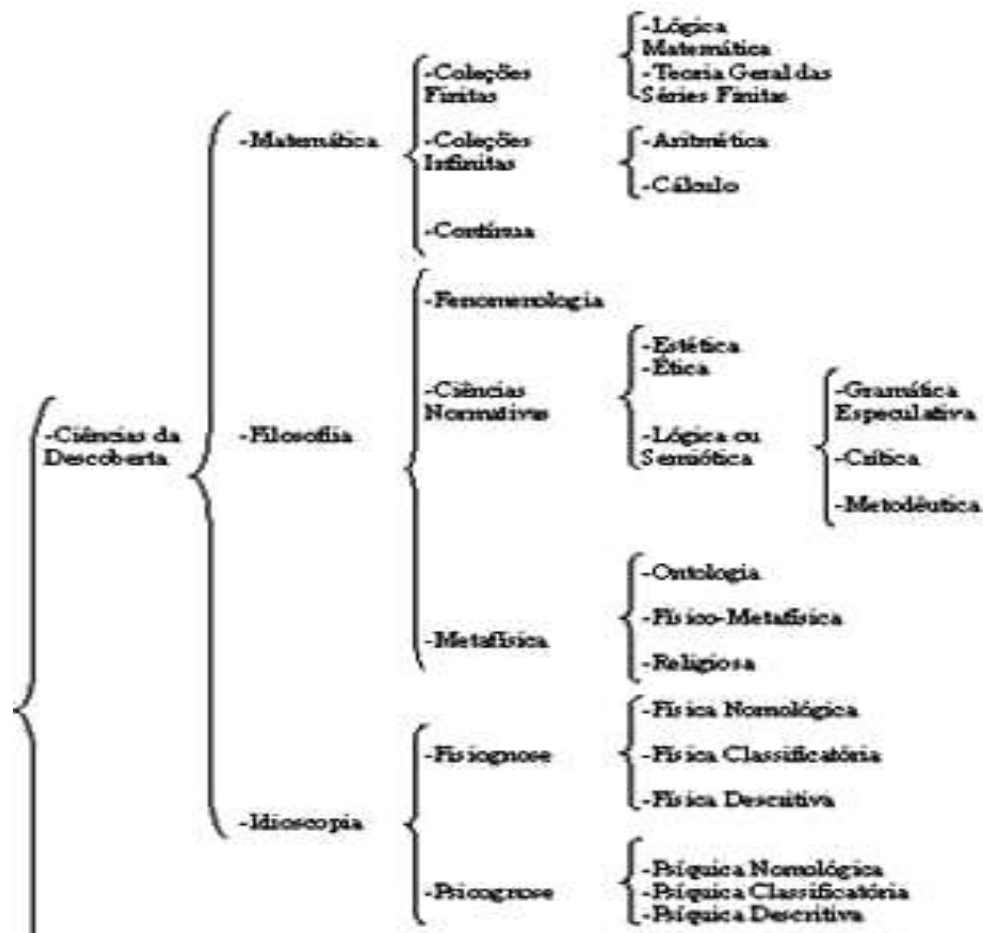 -Lógica
Matemática
-Teoria Geral das
Séries Finitas
-Coleções
Finitas
-Matemática
-Coleções
Infinitas
-Aritmética
-Cálculo
-Contínua
-Fenomenologia
-Estética
-Ética
-Ciências
Normativas
-Gramática
Especulativa
-Ciências da
Descoberta
-Filosofia
-Lógica ou
Semiótica
-Crítica
-Metodêutica
-Ontologia
-Físico-Metafísica
-Metafísica
-Religiosa
-Física Nomológica
-Fisiognose
-Física Classificatória
-Física Descritiva
-Idioscopia
-Psíquica Nomológica
-Psicognose
-Psíquica Classificatória
-Psíquica Descritiva